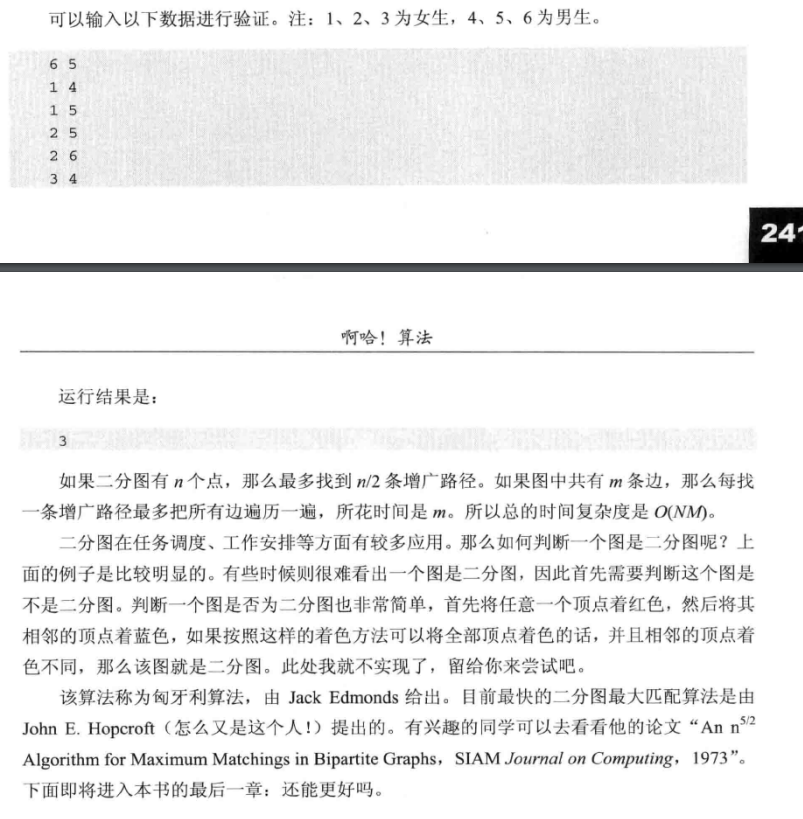 可以输入以下数据进行验证。注：1、2、3 为女生，4、5、6 为男生。
6 5
1 4
1 5
2 5
2 6
3 4
241
啊哈！算法
运行结果是：
3
如果二分图有 n 个点，那么最多找到 n/2 条增广路径。如果图中共有 m 条边，那么每找
一条增广路径最多把所有边遍历一遍，所花时间是 m。所以总的时间复杂度是 O(NM)。
二分图在任务调度、工作安排等方面有较多应用。那么如何判断一个图是二分图呢？上
面的例子是比较明显的。有些时候则很难看出一个图是二分图，因此首先需要判断这个图是
不是二分图。判断一个图是否为二分图也非常简单，首先将任意一个顶点着红色，然后将其
相邻的顶点着蓝色，如果按照这样的着色方法可以将全部顶点着色的话，并且相邻的顶点着
色不同，那么该图就是二分图。此处我就不实现了，留给你来尝试吧。
该算法称为匈牙利算法，由 Jack Edmonds 给出。目前最快的二分图最大匹配算法是由
John E. Hopcroft（怎么又是这个人！）提出的。有兴趣的同学可以去看看他的论文“An n^5/2
Algorithm for Maximum Matchings in Bipartite Graphs，SIAM Journal on Computing，1973”。
下面即将进入本书的最后一章：还能更好吗。